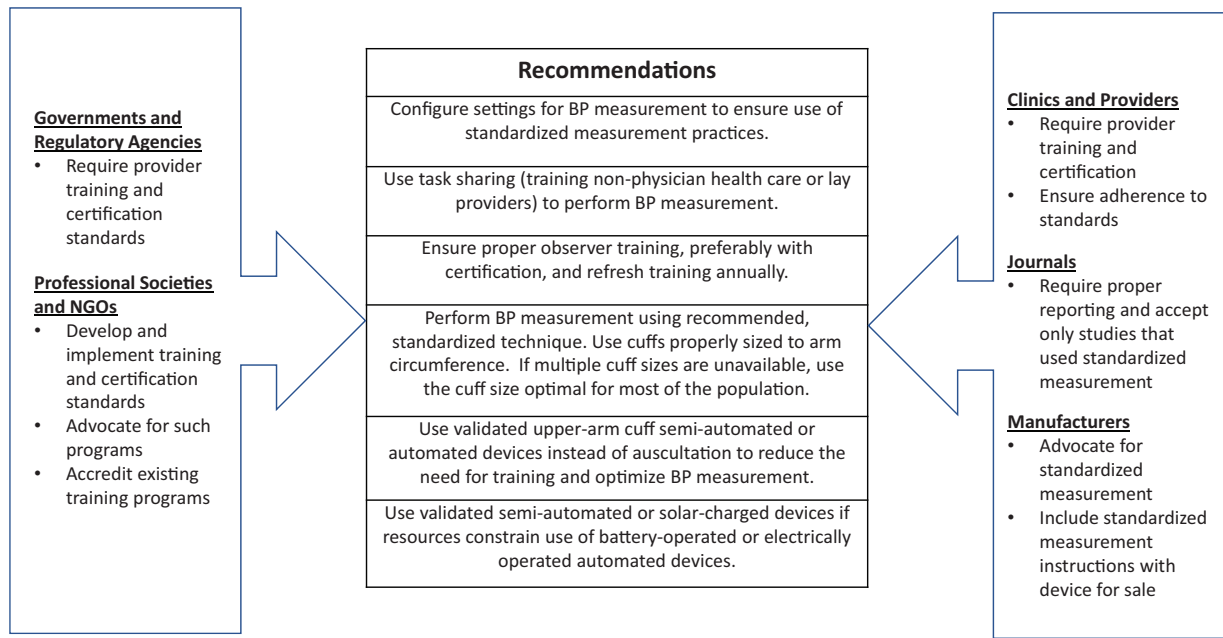 Governments and
Regulatory Agencies
• Require provider
training and
certification
standards
Professional Societies
and NGOs
• Develop and
implement training
and certification
standards
• Advocate for such
programs
• Accredit existing
training programs
Recommendations
Configure settings for BP measurement to ensure use of
standardized measurement practices.
Use task sharing (training non-physician health care or lay
providers) to perform BP measurement.
Ensure proper observer training, preferably with
certification, and refresh training annually.
Perform BP measurement using recommended,
standardized technique. Use cuffs properly sized to arm
circumference. If multiple cuff sizes are unavailable, use
the cuff size optimal for most of the population.
Use validated upper-arm cuff semi-automated or
automated devices instead of auscultation to reduce the
need for training and optimize BP measurement.
Use validated semi-automated or solar-charged devices if
resources constrain use of battery-operated or electrically
operated automated devices.
Clinics and Providers
• Require provider
training and
certification
• Ensure adherence to
standards
Journals
• Require proper
reporting and accept
only studies that
used standardized
measurement
Manufacturers
• Advocate for
standardized
measurement
• Include standardized
measurement
instructions with
device for sale